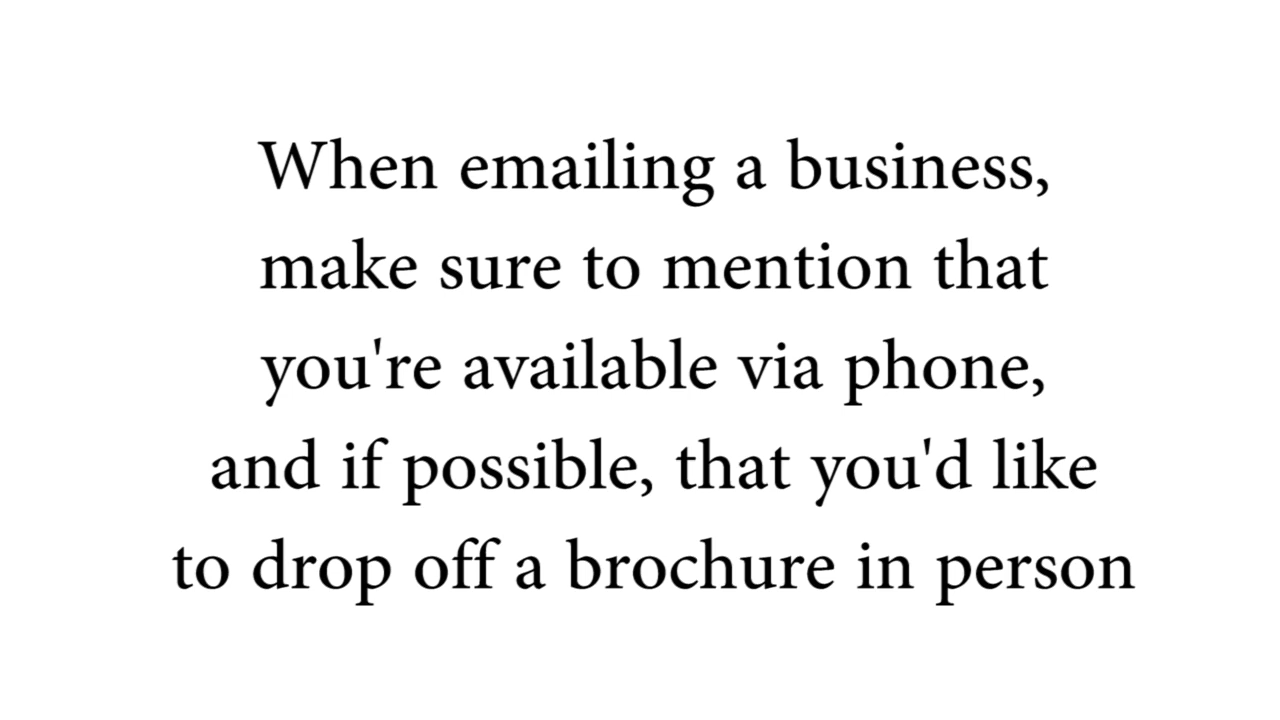 When emailing a business,
make sure to mention that
you're available via phone,
and if possible, that you'd like
to drop off a brochure in person